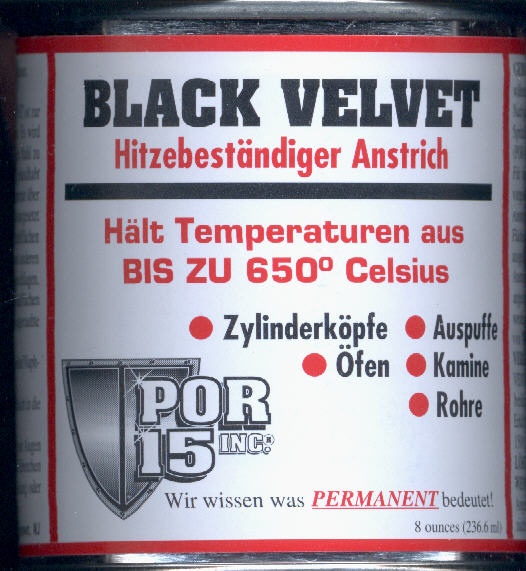 BLACK VELVET
Hitzebeständiger Anstrich
Hält Temperaturen aus
BIS ZU 650º Celsius
● Zylinderköpfe ● Auspuffe
● Öfen ● Kamine
● Rohre
POR
15 INC.®
Wir wissen was PERMANENT bedeutet!
8 ounces (236.6 ml)